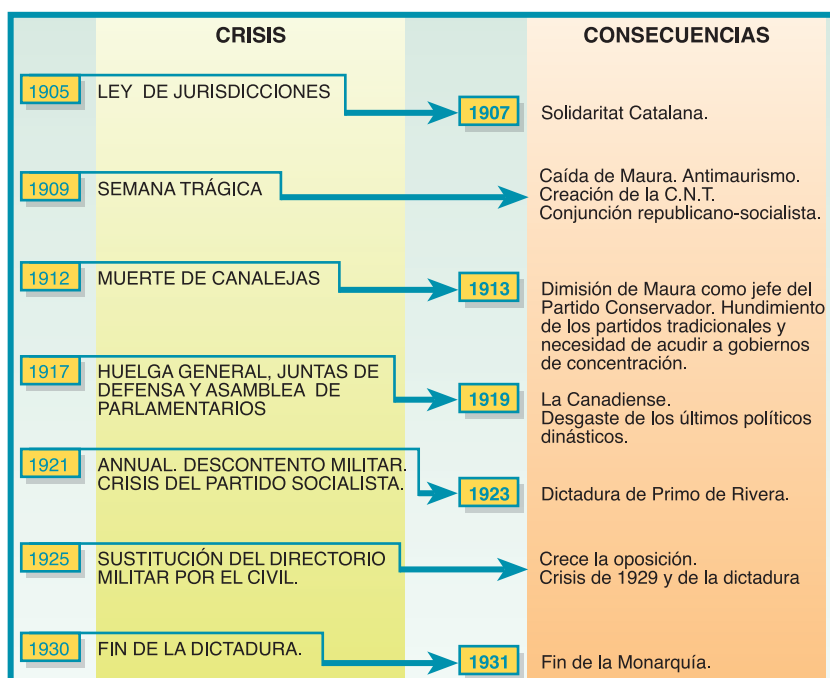 CRISIS
CONSECUENCIAS
1905
LEY DE JURISDICCIONES
1907
Solidaritat Catalana.
1909
SEMANA TRÁGICA
Caída de Maura. Antimaurismo.
Creación de la C.N.T.
Conjunción republicano-socialista.
1912
MUERTE DE CANALEJAS
1913
Dimisión de Maura como jefe del
Partido Conservador. Hundimiento
de los partidos tradicionales y
necesidad de acudir a gobiernos
de concentración.
1917
HUELGA GENERAL, JUNTAS DE
DEFENSA Y ASAMBLEA DE
PARLAMENTARIOS
1919
La Canadiense.
Desgaste de los últimos políticos
dinásticos.
1921
ANNUAL. DESCONTENTO MILITAR.
CRISIS DEL PARTIDO SOCIALISTA.
1923
Dictadura de Primo de Rivera.
1925
SUSTITUCIÓN DEL DIRECTORIO
MILITAR POR EL CIVIL.
Crece la oposición.
Crisis de 1929 y de la dictadura
1930
FIN DE LA DICTADURA.
1931
Fin de la Monarquía.